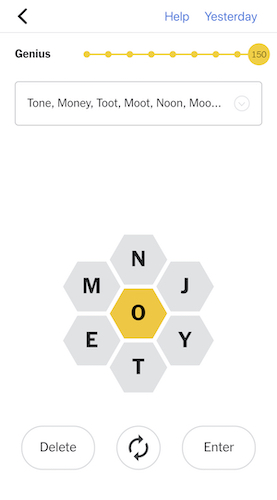 Help Yesterday
Genius 150
Tone, Money, Toot, Moot, Noon, Moo...
N
M J
O
E Y
T
Delete Enter